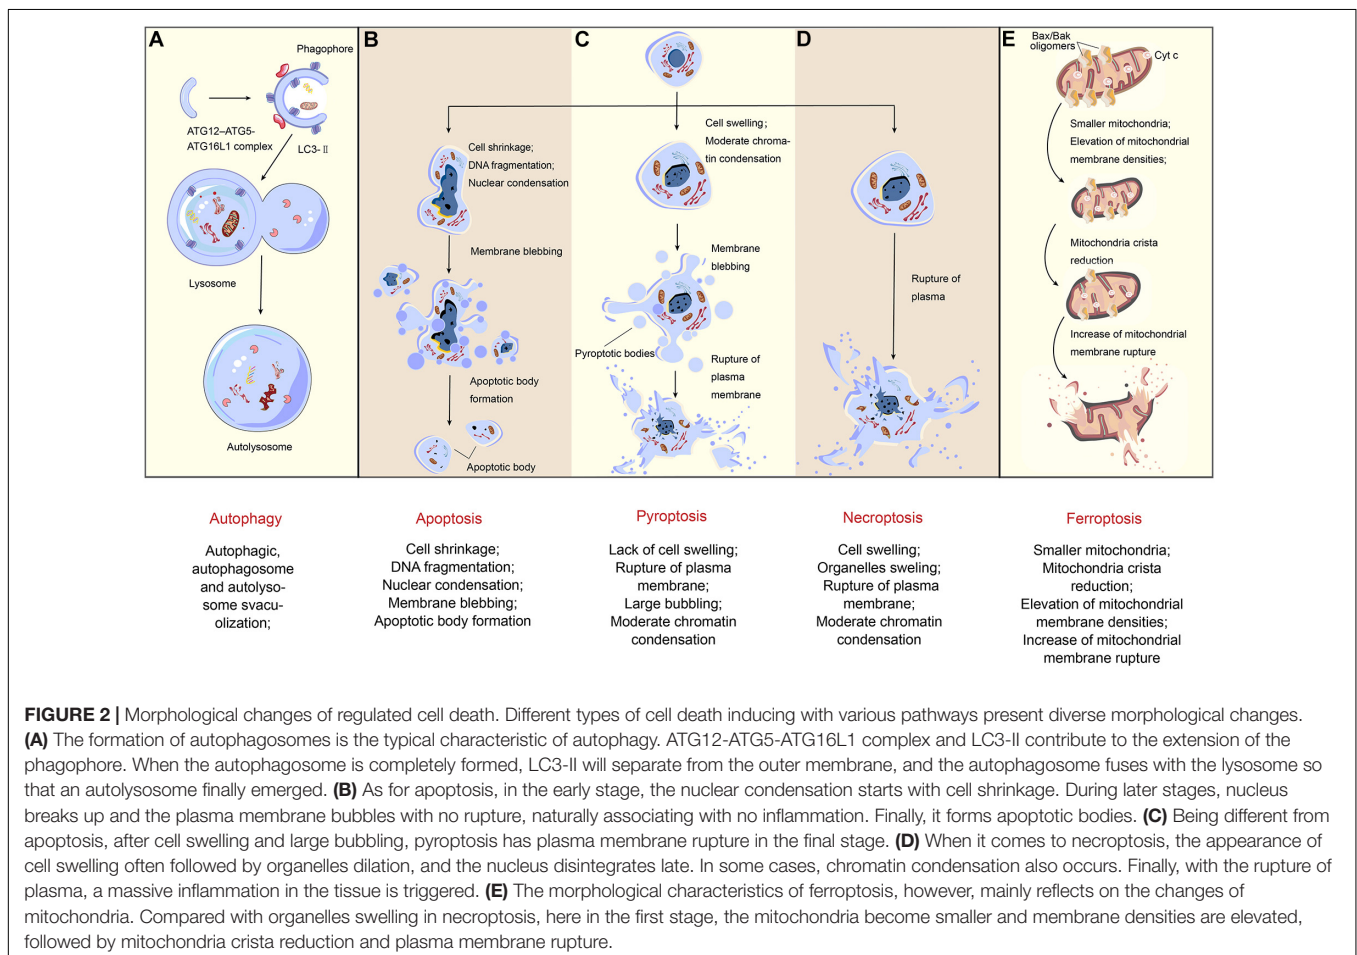 A
B
C
D
E
Phagophore
ATG12–ATG5-
ATG16L1 complex
LC3-Ⅱ
Lysosome
Autolysosome
Cell shrinkage;
DNA fragmentation;
Nuclear condensation
Membrane blebbing
Apoptotic body
formation
Apoptotic body
Cell swelling;
Moderate chroma-
tin condensation
Membrane
blebbing
Pyroptotic bodies
Rupture of
plasma
membrane
Rupture of
plasma
Bax/Bak
oligomers
Cyt c
Smaller mitochondria;
Elevation of mitochondrial
membrane densities;
Mitochondria crista
reduction
Increase of mitochondrial
membrane rupture
Autophagy
Autophagic,
autophagosome
and autolyso-
some svacu-
olization;
Apoptosis
Cell shrinkage;
DNA fragmentation;
Nuclear condensation;
Membrane blebbing;
Apoptotic body formation
Pyroptosis
Lack of cell swelling;
Rupture of plasma
membrane;
Large bubbling;
Moderate chromatin
condensation
Necroptosis
Cell swelling;
Organelles sweling;
Rupture of plasma
membrane;
Moderate chromatin
condensation
Ferroptosis
Smaller mitochondria;
Mitochondria crista
reduction;
Elevation of mitochondrial
membrane densities;
Increase of mitochondrial
membrane rupture
FIGURE 2 | Morphological changes of regulated cell death. Different types of cell death inducing with various pathways present diverse morphological changes.
(A) The formation of autophagosomes is the typical characteristic of autophagy. ATG12-ATG5-ATG16L1 complex and LC3-II contribute to the extension of the
phagophore. When the autophagosome is completely formed, LC3-II will separate from the outer membrane, and the autophagosome fuses with the lysosome so
that an autolysosome finally emerged. (B) As for apoptosis, in the early stage, the nuclear condensation starts with cell shrinkage. During later stages, nucleus
breaks up and the plasma membrane bubbles with no rupture, naturally associating with no inflammation. Finally, it forms apoptotic bodies. (C) Being different from
apoptosis, after cell swelling and large bubbling, pyroptosis has plasma membrane rupture in the final stage. (D) When it comes to necroptosis, the appearance of
cell swelling often followed by organelles dilation, and the nucleus disintegrates late. In some cases, chromatin condensation also occurs. Finally, with the rupture of
plasma, a massive inflammation in the tissue is triggered. (E) The morphological characteristics of ferroptosis, however, mainly reflects on the changes of
mitochondria. Compared with organelles swelling in necroptosis, here in the first stage, the mitochondria become smaller and membrane densities are elevated,
followed by mitochondria crista reduction and plasma membrane rupture.